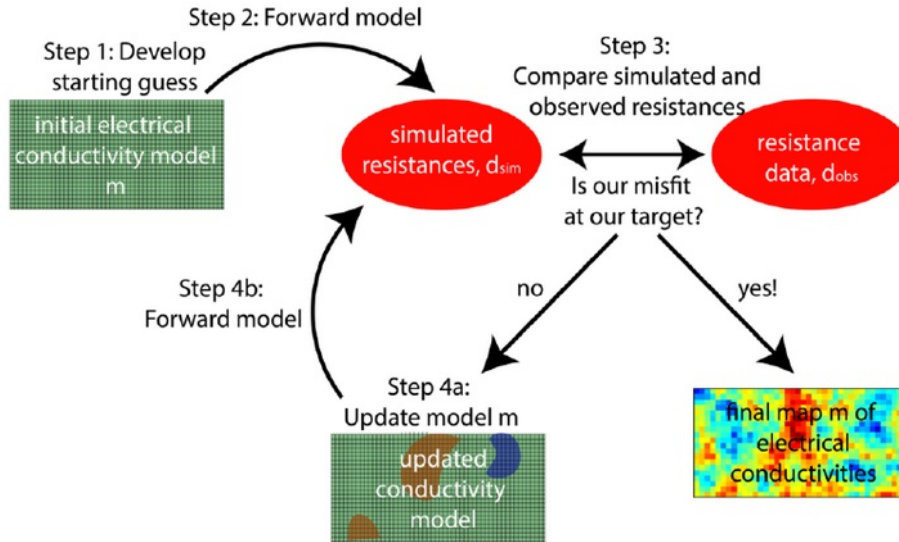 Step 2: Forward model
Step 1: Develop
starting guess
initial electrical
conductivity model
m
simulated
resistances, dsim
Step 3:
Compare simulated and
observed resistances
resistance
data, dobs
Is our misfit
at our target?
no
yes!
Step 4b:
Forward model
Step 4a:
Update model m
updated
conductivity
model
final map m of
electrical
conductivities